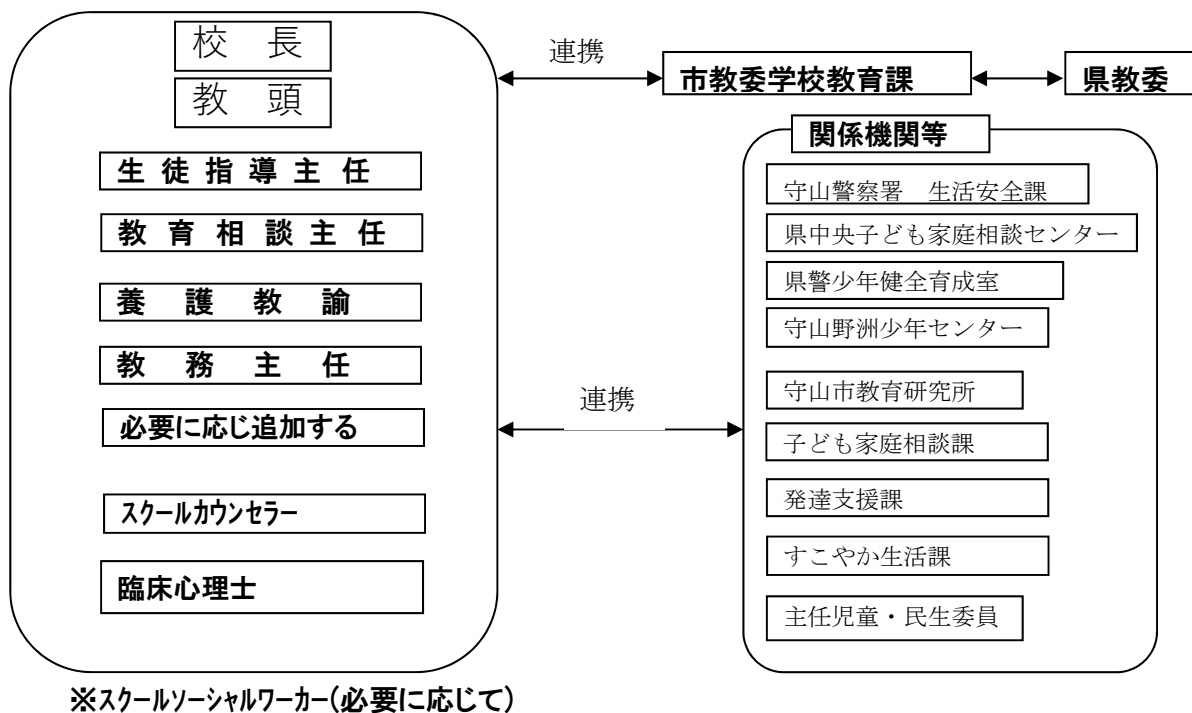 校　長
教　頭
生 徒 指 導 主 任
教 育 相 談 主 任
養　護　教　諭
教　務　主　任
必要に応じ追加する
スクールカウンセラー
臨床心理士
※スクールソーシャルワーカー(必要に応じて)
連携
市教委学校教育課
県教委
関係機関等
守山警察署　生活安全課
県中央子ども家庭相談センター
県警少年健全育成室
守山野洲少年センター
連携
守山市教育研究所
子ども家庭相談課
発達支援課
すこやか生活課
主任児童・民生委員